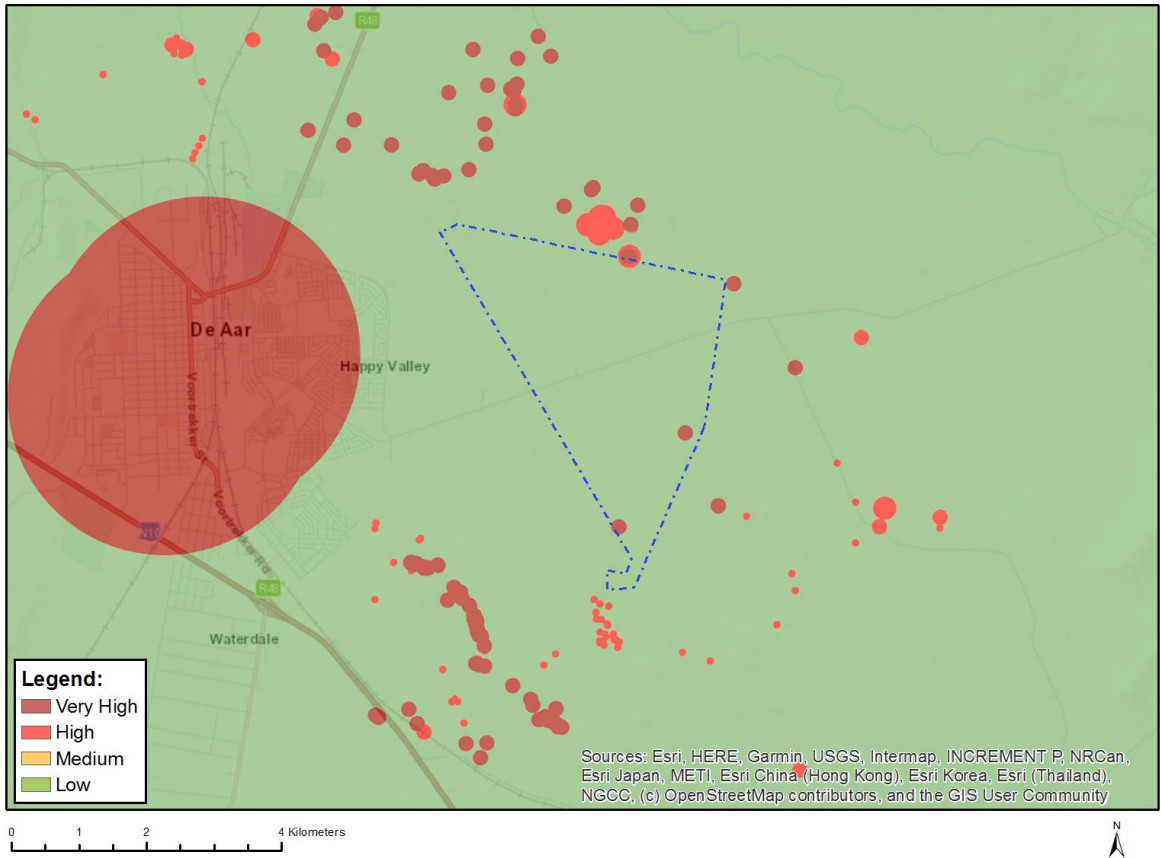 R48
De Aar
Happy Valley
Voortrekker St
Voortrekker Rd
N10
R48
Waterdale
Legend:
Very High
High
Medium
Low
Sources: Esri, HERE, Garmin, USGS, Intermap, INCREMENT P, NRCan,
Esri Japan, METI, Esri China (Hong Kong), Esri Korea, Esri (Thailand),
NGCC, (c) OpenStreetMap contributors, and the GIS User Community
0 1 2 4 Kilometers
N